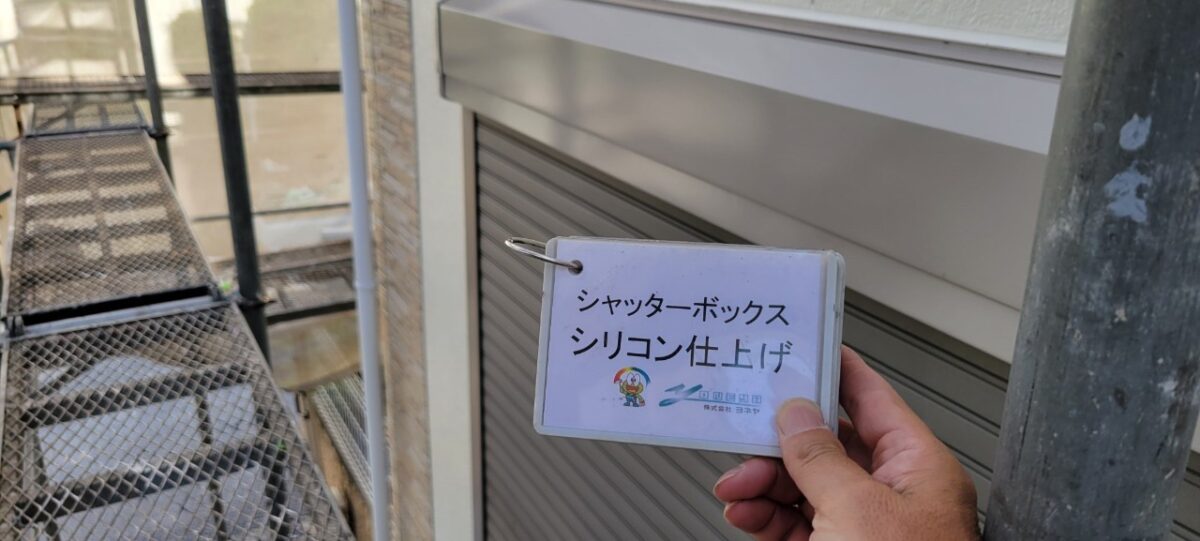 シャッターボックス
シリコン仕上げ
株式会社 ヨネヤ